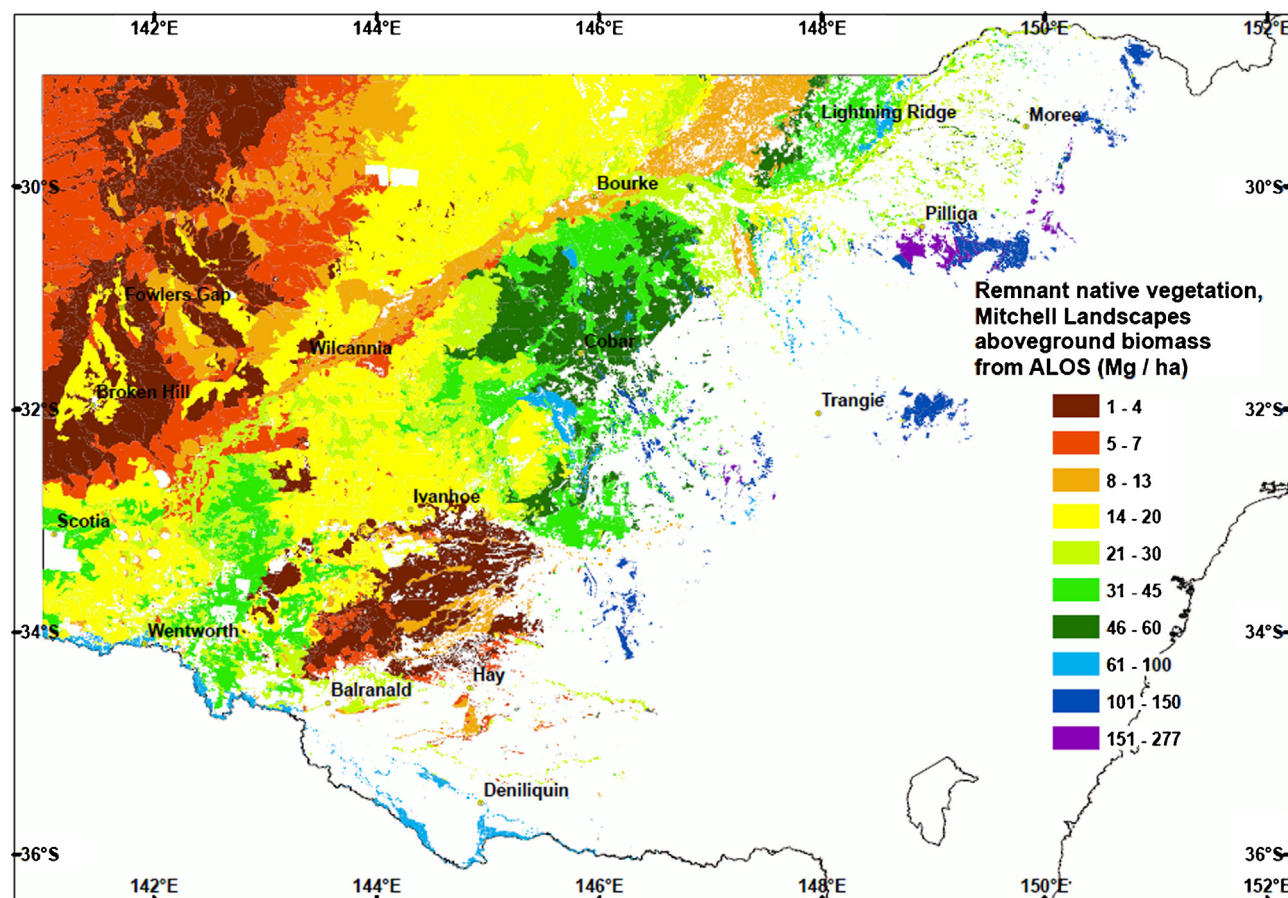 142°E 144°E 146°E 148°E 150°E 152°E
Lightning Ridge
Moree
30°S Bourke 30°S
Pilliga
Fowlers Gap
Remnant native vegetation,
Mitchell Landscapes
aboveground biomass
from ALOS (Mg / ha)
Wilcannia
Cobar
Broken Hill
Trangie
32°S 32°S
1 - 4
5 - 7
8 - 13
14 - 20
21 - 30
31 - 45
46 - 60
61 - 100
101 - 150
151 - 277
Ivanhoe
Scotia
34°S Wentworth 34°S
Hay
Balranald
Deniliquin
36°S 36°S
142°E 144°E 146°E 148°E 150°E 152°E